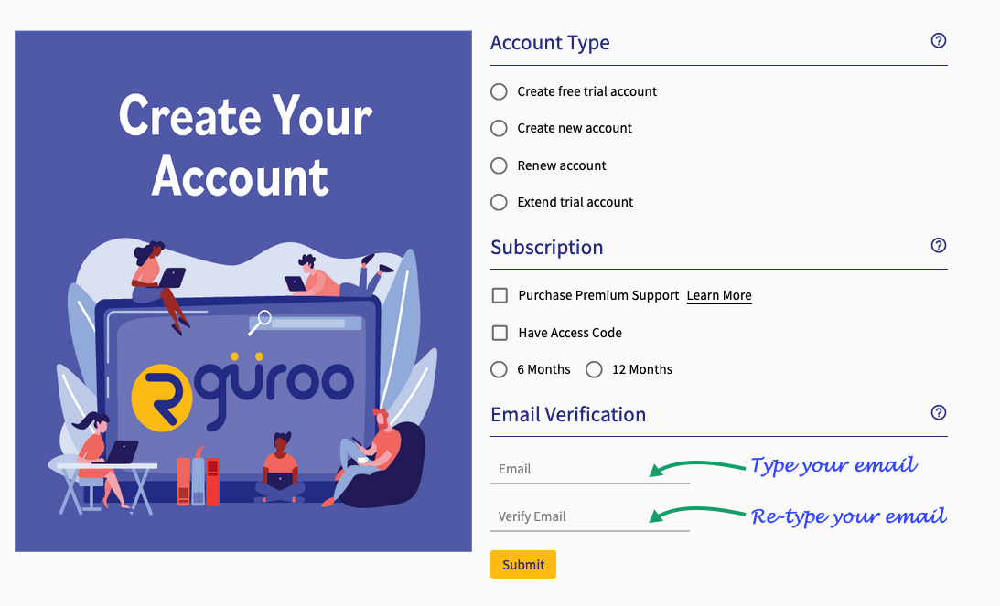 Create Your
Account
Rgüroo
Account Type
Create free trial account
Create new account
Renew account
Extend trial account
Subscription
Purchase Premium Support Learn More
Have Access Code
6 Months 12 Months
Email Verification
Email
Type your email
Verify Email
Re-type your email
Submit